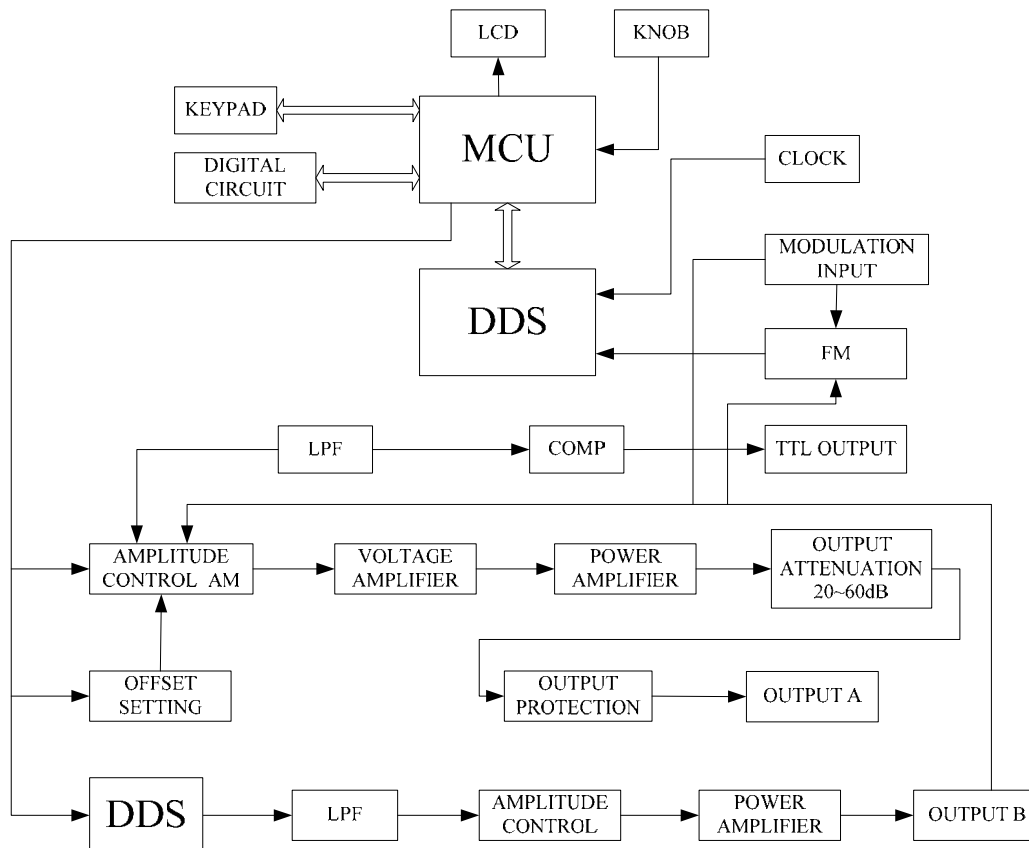 LCD
KNOB
KEYPAD
MCU
DIGITAL
CIRCUIT
CLOCK
MODULATION
INPUT
DDS
FM
LPF
COMP
TTL OUTPUT
AMPLITUDE
CONTROL AM
VOLTAGE
AMPLIFIER
POWER
AMPLIFIER
OUTPUT
ATTENUATION
20~60dB
OFFSET
SETTING
OUTPUT
PROTECTION
OUTPUT A
DDS
LPF
AMPLITUDE
CONTROL
POWER
AMPLIFIER
OUTPUT B